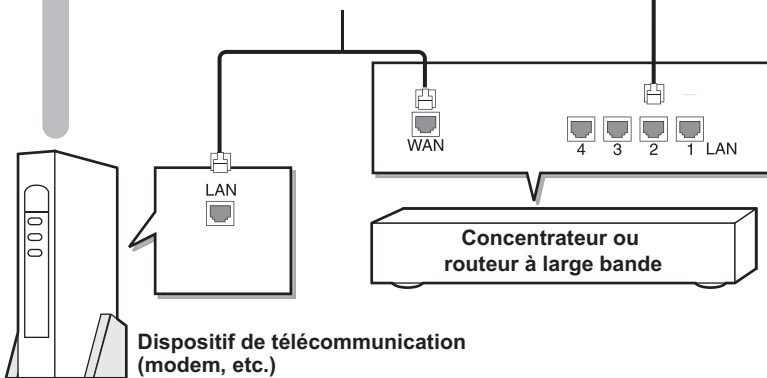 WAN
4 3 2 1 LAN
LAN
Concentrateur ou
routeur à large bande
Dispositif de télécommunication
(modem, etc.)